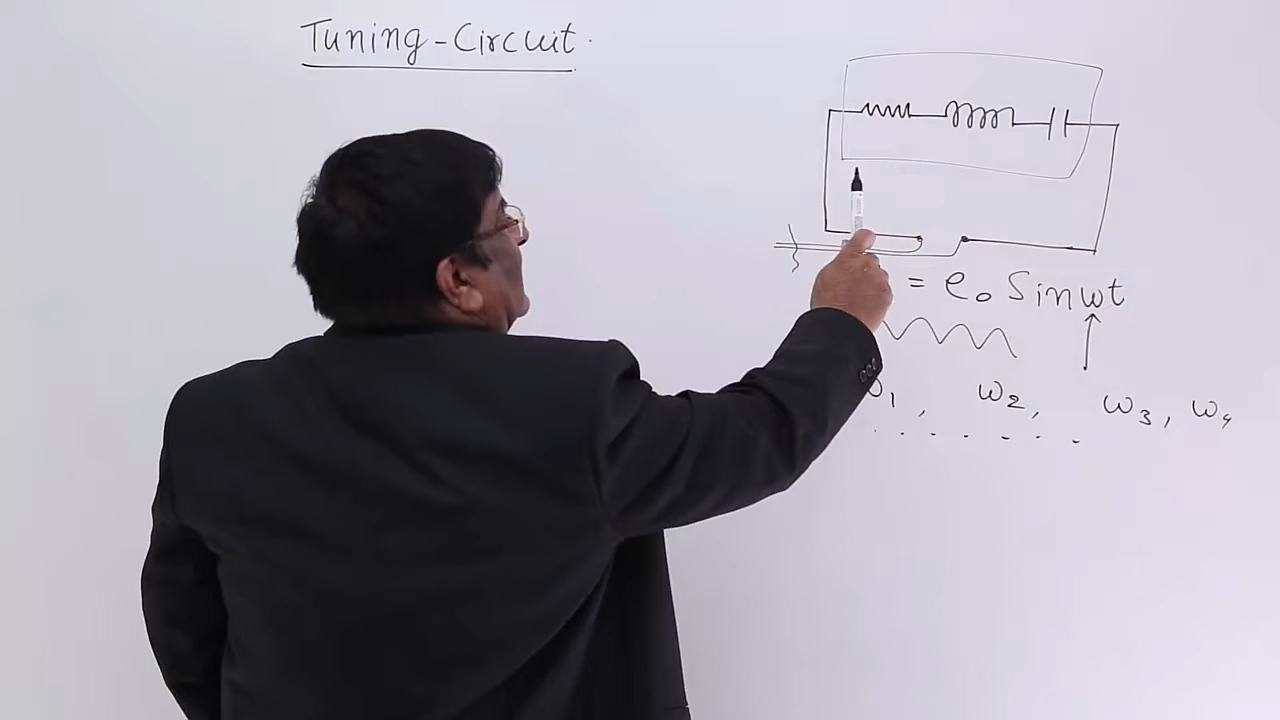 Tuning-Circuit.
= e₀ Sin ωt
ω₁, ω₂, ω₃, ω₄
. . . . . . . .